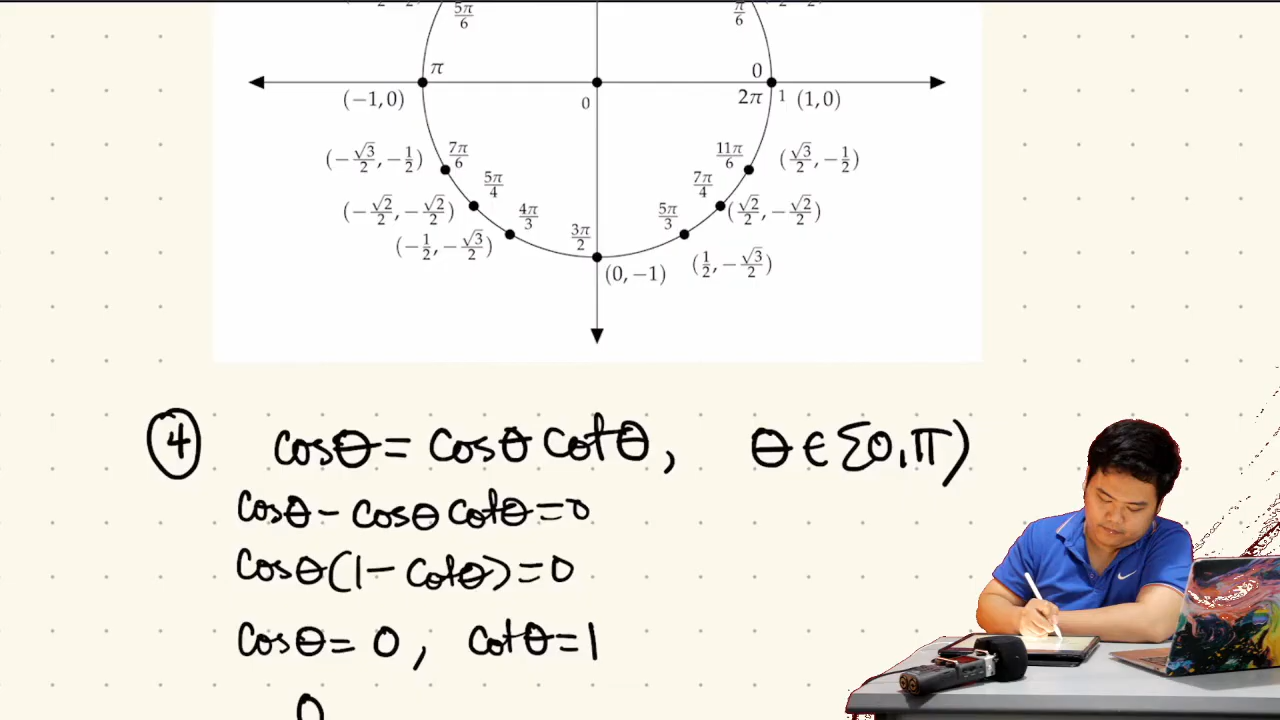 5π/6 π/6
π 0
(−1, 0) 0 2π 1 (1, 0)
(−√3/2, −1/2) 7π/6 11π/6 (√3/2, −1/2)
5π/4 7π/4
(−√2/2, −√2/2) 4π/3 5π/3 (√2/2, −√2/2)
(−1/2, −√3/2) 3π/2 (1/2, −√3/2)
(0, −1)
④ cosθ = cosθ cotθ, θ ∈ [0, π)
cosθ − cosθ cotθ = 0
cosθ(1 − cotθ) = 0
cosθ = 0, cotθ = 1